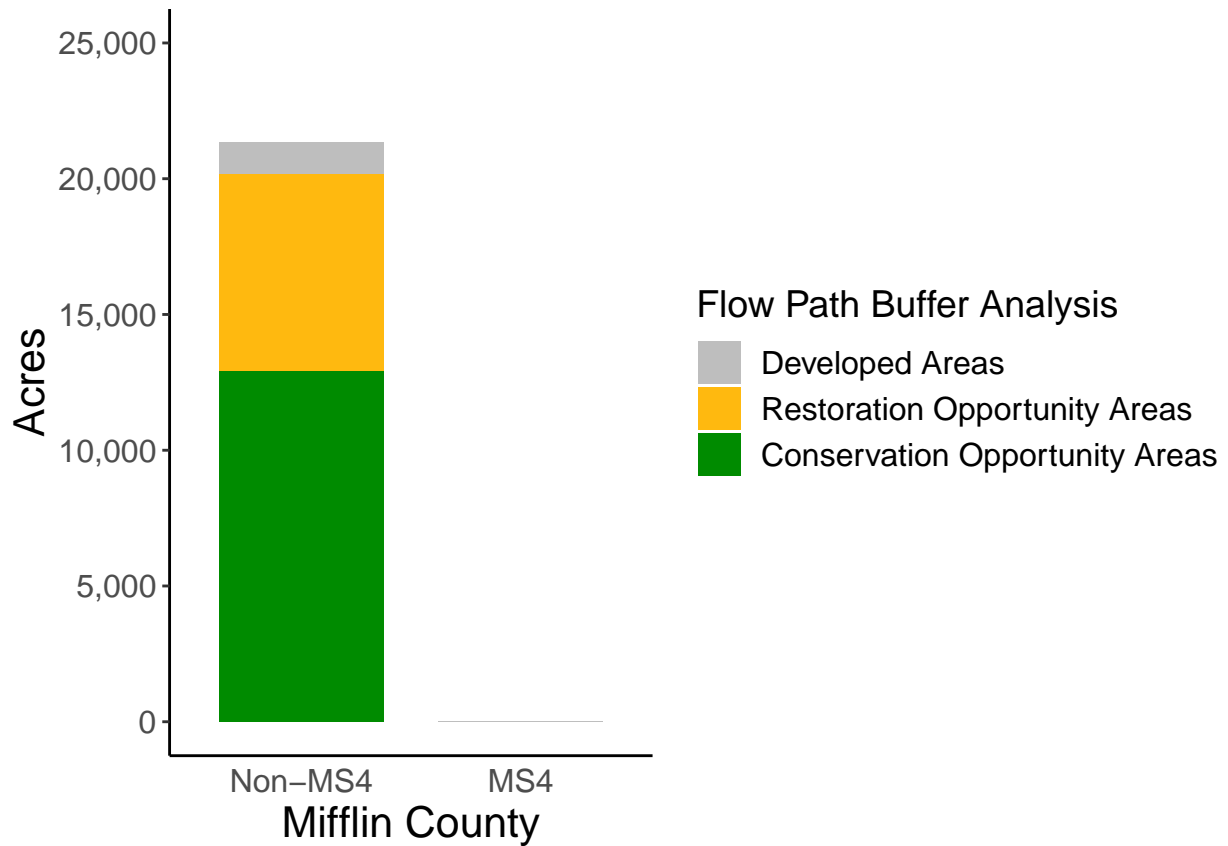 25,000
20,000
15,000
10,000
5,000
0
Acres
Non−MS4 MS4
Mifflin County
Flow Path Buffer Analysis
Developed Areas
Restoration Opportunity Areas
Conservation Opportunity Areas